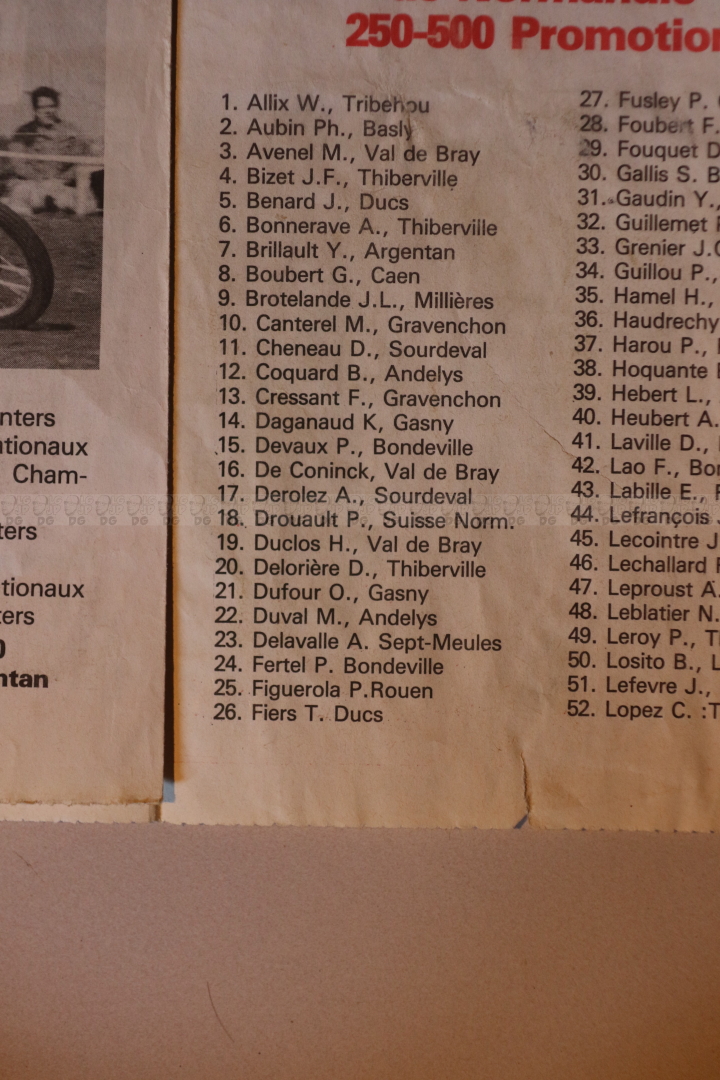 nters
tionaux
Cham-
ters
tionaux
ters
0
ntan
de Normandie
250-500 Promotion
1. Allix W., Tribehou
2. Aubin Ph., Basly
3. Avenel M., Val de Bray
4. Bizet J.F., Thiberville
5. Benard J., Ducs
6. Bonnerave A., Thiberville
7. Brillault Y., Argentan
8. Boubert G., Caen
9. Brotelande J.L., Millières
10. Canterel M., Gravenchon
11. Cheneau D., Sourdeval
12. Coquard B., Andelys
13. Cressant F., Gravenchon
14. Daganaud K, Gasny
15. Devaux P., Bondeville
16. De Coninck, Val de Bray
17. Derolez A., Sourdeval
18. Drouault P., Suisse Norm.
19. Duclos H., Val de Bray
20. Delorière D., Thiberville
21. Dufour O., Gasny
22. Duval M., Andelys
23. Delavalle A. Sept-Meules
24. Fertel P. Bondeville
25. Figuerola P.Rouen
26. Fiers T. Ducs
27. Fusley P.
28. Foubert F.
29. Fouquet D
30. Gallis S. B
31. Gaudin Y.,
32. Guillemet
33. Grenier J.
34. Guillou P.,
35. Hamel H.,
36. Haudrechy
37. Harou P.,
38. Hoquante
39. Hebert L.,
40. Heubert A.
41. Laville D.,
42. Lao F., Bo
43. Labille E.,
44. Lefrançois
45. Lecointre J
46. Lechallard
47. Leproust A.
48. Leblatier N.
49. Leroy P., T
50. Losito B., L
51. Lefevre J.,
52. Lopez C. :T